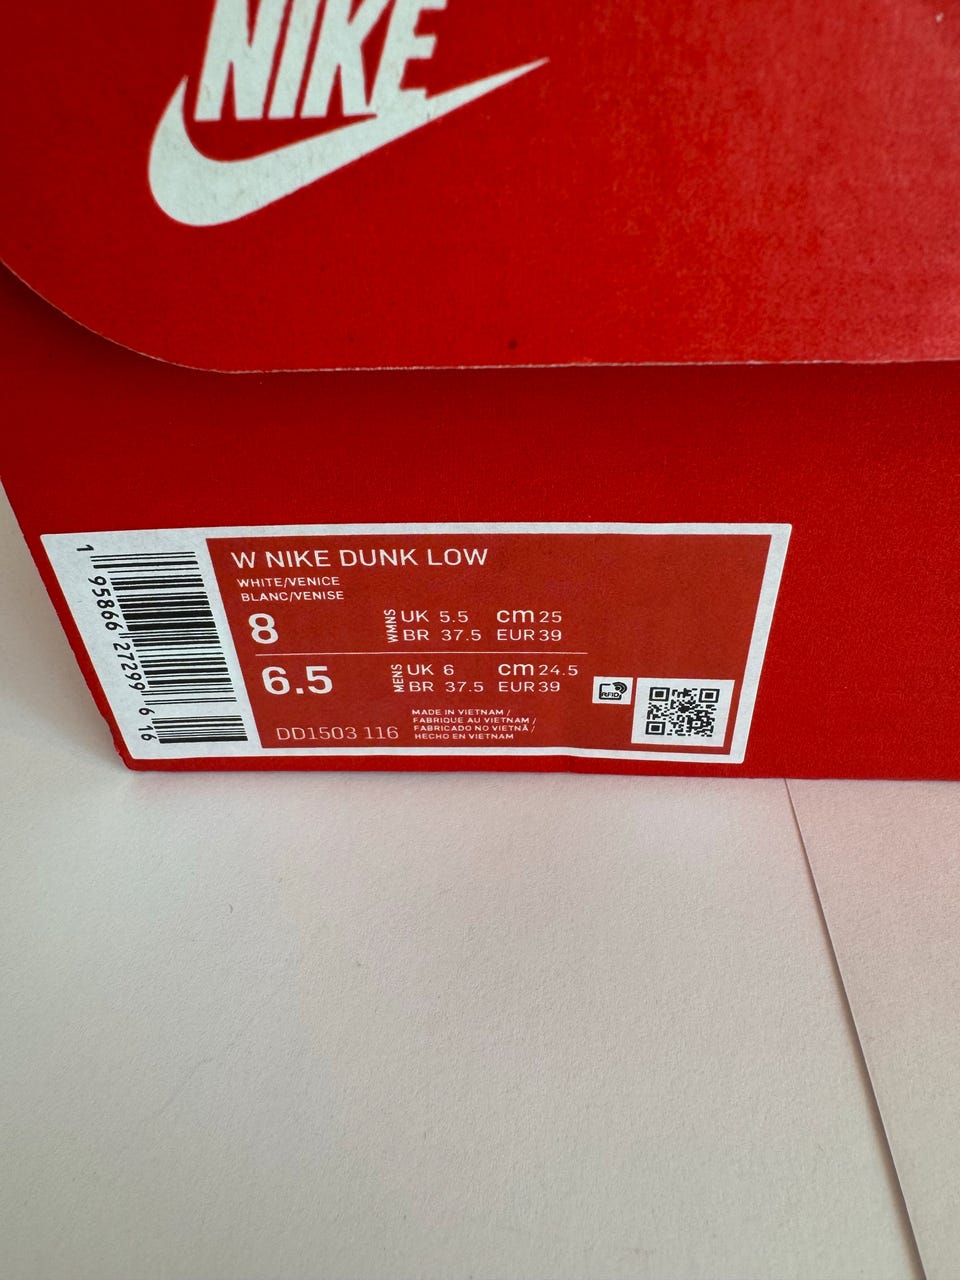 NIKE
W NIKE DUNK LOW
WHITE/VENICE
BLANC/VENISE
8 WMNS UK 5.5 cm 25
BR 37.5 EUR 39
6.5 MENS UK 6 cm 24.5
BR 37.5 EUR 39
RFID
DD1503 116
MADE IN VIETNAM /
FABRIQUE AU VIETNAM /
FABRICADO NO VIETNÃ /
HECHO EN VIETNAM
1 95866 27299 6 16